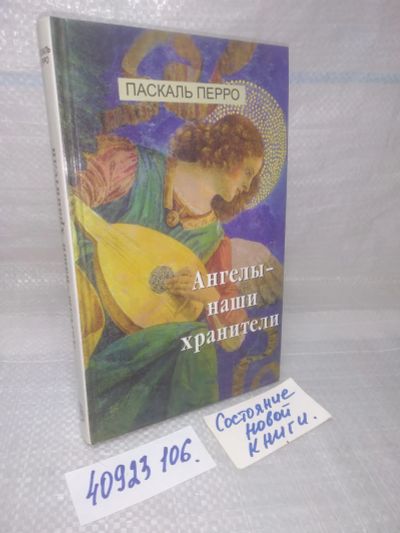 ПАСКАЛЬ ПЕРРО
Ангелы-
наши
хранители
Состояние
новой
книги.
40923 106.